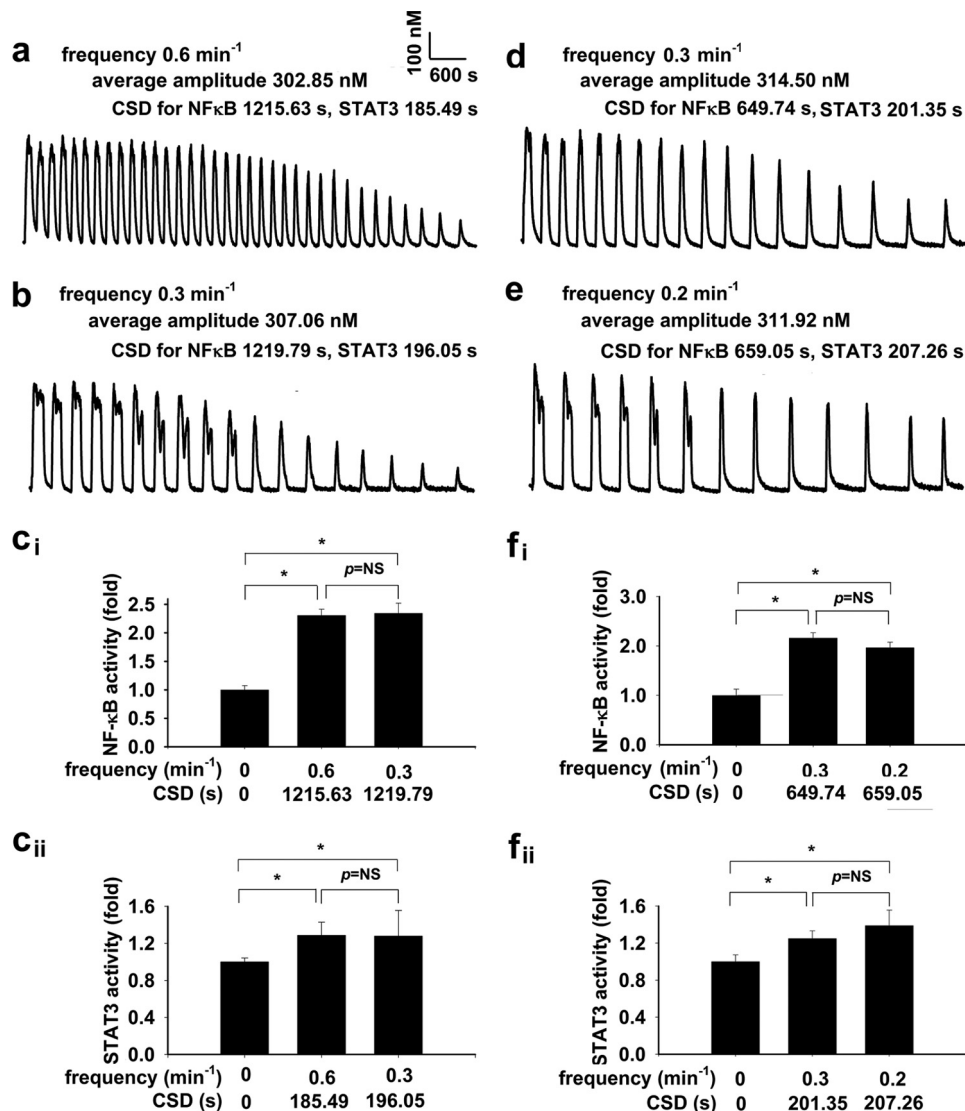 a
frequency 0.6 min⁻¹
average amplitude 302.85 nM
CSD for NFκB 1215.63 s, STAT3 185.49 s
100 nM
600 s
b
frequency 0.3 min⁻¹
average amplitude 307.06 nM
CSD for NFκB 1219.79 s, STAT3 196.05 s
c i
*
*
p=NS
NF-κB activity (fold)
2.5
2.0
1.5
1.0
0.5
0.0
frequency (min⁻¹) 0 0.6 0.3
CSD (s) 0 1215.63 1219.79
c ii
*
*
p=NS
STAT3 activity (fold)
1.6
1.2
0.8
0.4
0.0
frequency (min⁻¹) 0 0.6 0.3
CSD (s) 0 185.49 196.05
d
frequency 0.3 min⁻¹
average amplitude 314.50 nM
CSD for NFκB 649.74 s, STAT3 201.35 s
e
frequency 0.2 min⁻¹
average amplitude 311.92 nM
CSD for NFκB 659.05 s, STAT3 207.26 s
f i
*
*
p=NS
NF-κB activity (fold)
3.0
2.0
1.0
0.0
frequency (min⁻¹) 0 0.3 0.2
CSD (s) 0 649.74 659.05
f ii
*
*
p=NS
STAT3 activity (fold)
1.6
1.2
0.8
0.4
0.0
frequency (min⁻¹) 0 0.3 0.2
CSD (s) 0 201.35 207.26